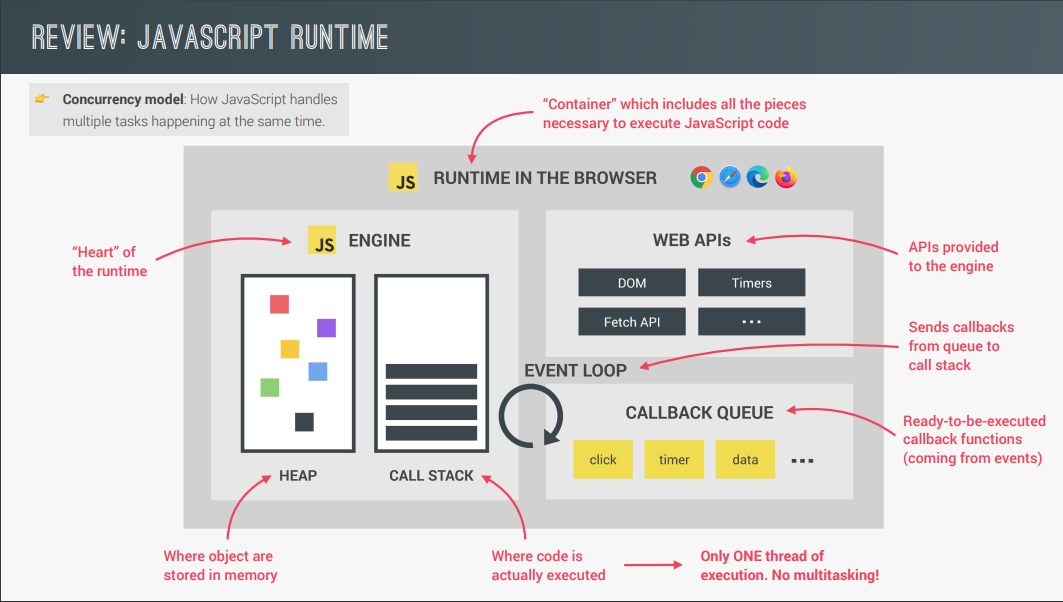 REVIEW: JAVASCRIPT RUNTIME
👉 Concurrency model: How JavaScript handles
multiple tasks happening at the same time.
“Container” which includes all the pieces
necessary to execute JavaScript code
JS RUNTIME IN THE BROWSER
“Heart” of
the runtime
JS ENGINE
HEAP
CALL STACK
WEB APIs
DOM
Timers
Fetch API
...
APIs provided
to the engine
EVENT LOOP
Sends callbacks
from queue to
call stack
CALLBACK QUEUE
click
timer
data
...
Ready-to-be-executed
callback functions
(coming from events)
Where object are
stored in memory
Where code is
actually executed
Only ONE thread of
execution. No multitasking!